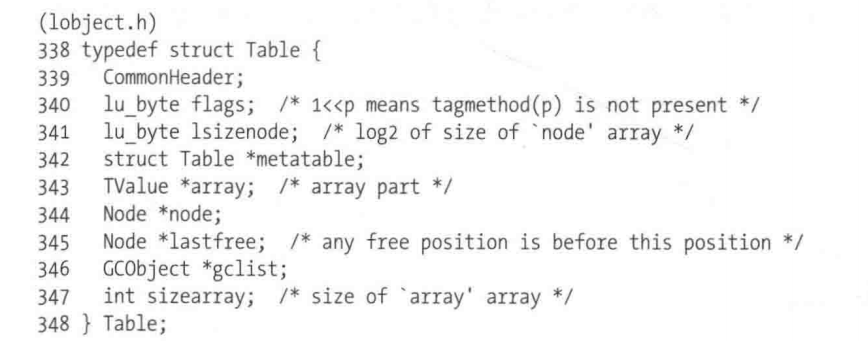 (lobject.h)
338 typedef struct Table {
339   CommonHeader;
340   lu_byte flags;  /* 1<<p means tagmethod(p) is not present */
341   lu_byte lsizenode;  /* log2 of size of `node' array */
342   struct Table *metatable;
343   TValue *array;  /* array part */
344   Node *node;
345   Node *lastfree;  /* any free position is before this position */
346   GCObject *gclist;
347   int sizearray;  /* size of `array' array */
348 } Table;